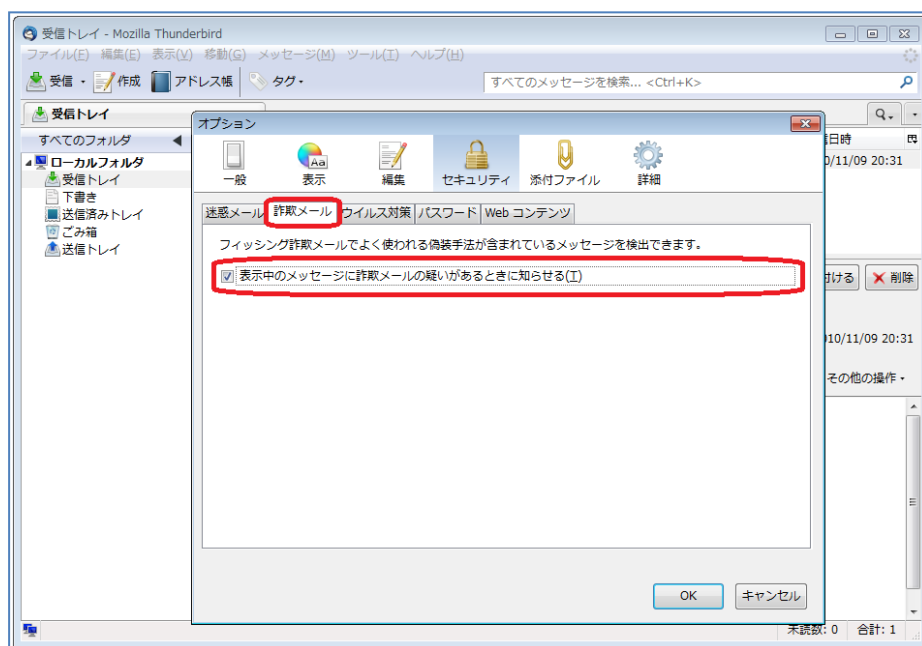 受信トレイ - Mozilla Thunderbird
ファイル(F) 編集(E) 表示(V) 移動(G) メッセージ(M) ツール(T) ヘルプ(H)
受信 作成 アドレス帳 タグ すべてのメッセージを検索... <Ctrl+K>
受信トレイ
すべてのフォルダ
ローカルフォルダ
受信トレイ
下書き
送信済みトレイ
ごみ箱
送信トレイ
オプション
一般 表示 編集 セキュリティ 添付ファイル 詳細
迷惑メール 詐欺メール ウイルス対策 パスワード Web コンテンツ
フィッシング詐欺メールでよく使われる偽装手法が含まれているメッセージを検出できます。
表示中のメッセージに詐欺メールの疑いがあるときに知らせる(T)
OK キャンセル
日時
0/11/09 20:31
付ける 削除
10/11/09 20:31
その他の操作
未読数: 0 合計: 1